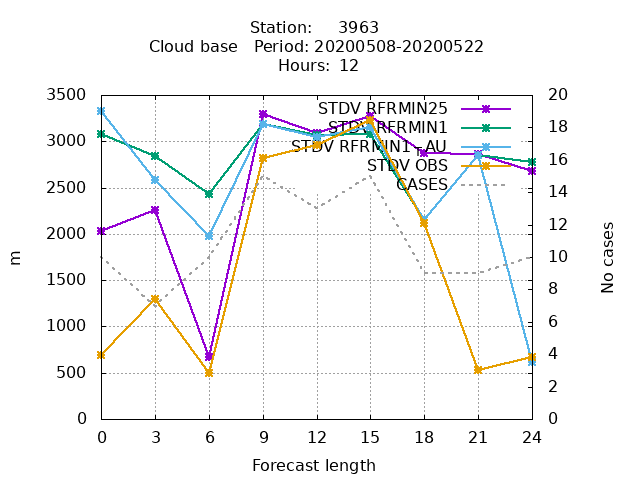 Station:     3963
Cloud base   Period: 20200508-20200522
Hours:  12
3500
3000
2500
2000
1500
1000
500
0
m
20
18
16
14
12
10
8
6
4
2
0
No cases
STDV RFRMIN25
STDV RFRMIN1
STDV RFRMIN1_AU
STDV OBS
CASES
0 3 6 9 12 15 18 21 24
Forecast length